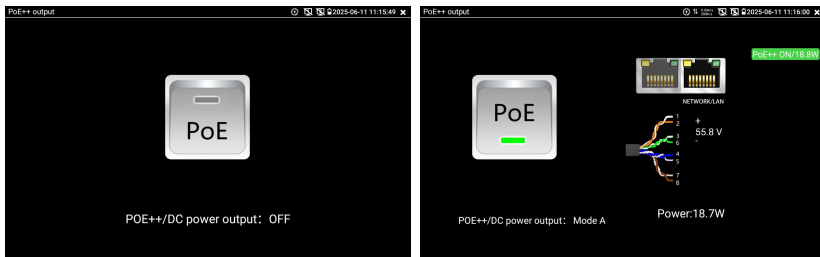 PoE++ output
2025-06-11 11:15:49
PoE
POE++/DC power output: OFF
PoE++ output
2025-06-11 11:16:00
PoE++ ON/18.8W
PoE
NETWORK/LAN
1
2
3
6
4
5
7
8
+
55.8 V
-
POE++/DC power output: Mode A
Power:18.7W